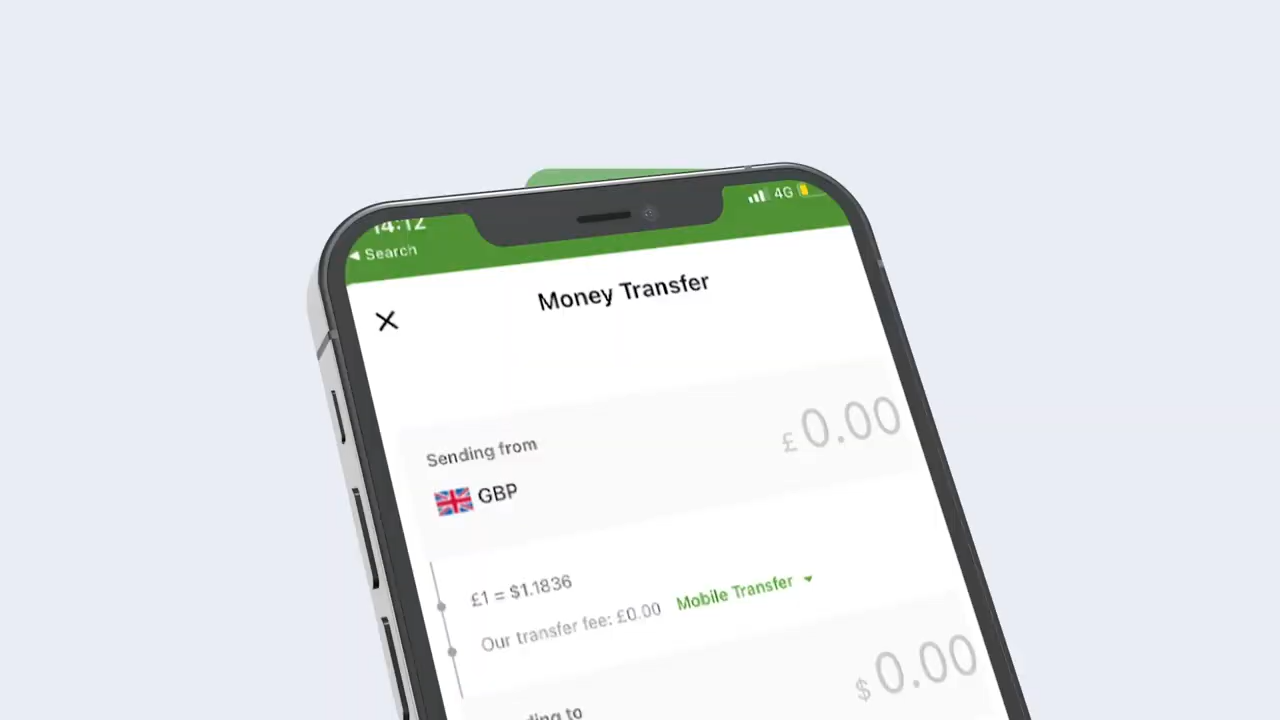 14:12
4G
Search
Money Transfer
£ 0.00
Sending from
GBP
£1 = $1.1836
Our transfer fee: £0.00 Mobile Transfer
$ 0.00